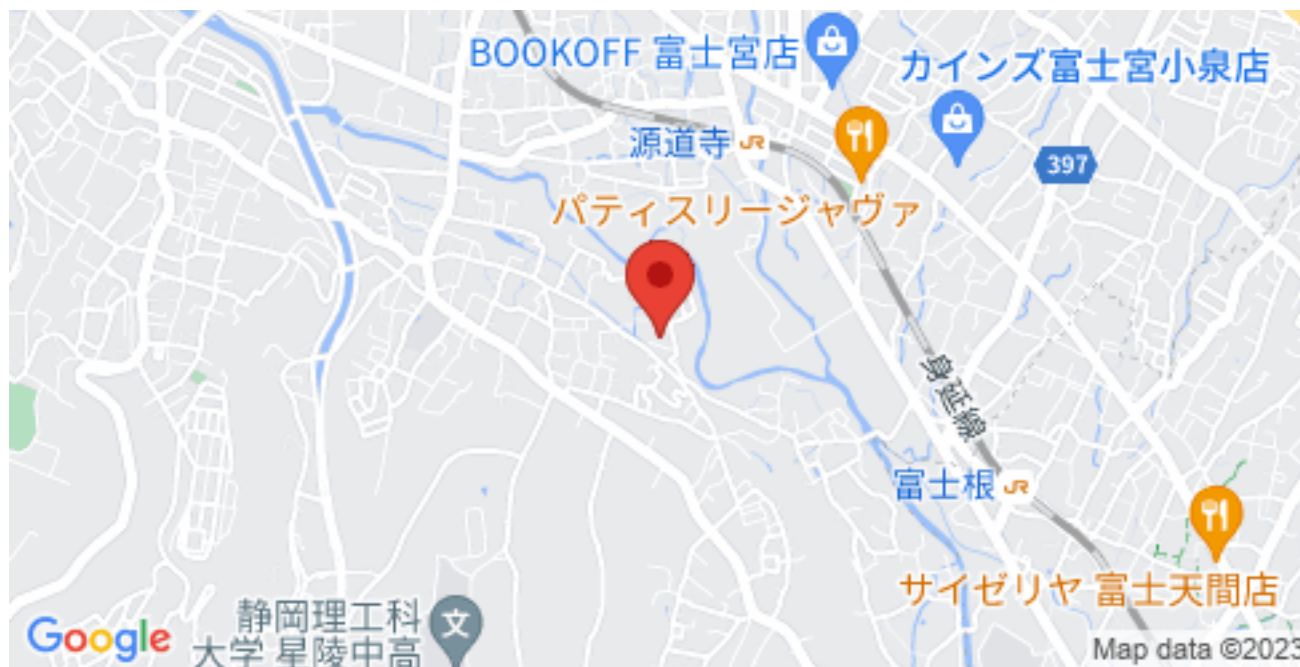 BOOKOFF 富士宮店
カインズ富士宮小泉店
源道寺
JR
397
パティスリージャヴァ
身延線
富士根
JR
サイゼリヤ 富士天間店
静岡理工科
大学 星陵中高
文
Google
Map data ©2023